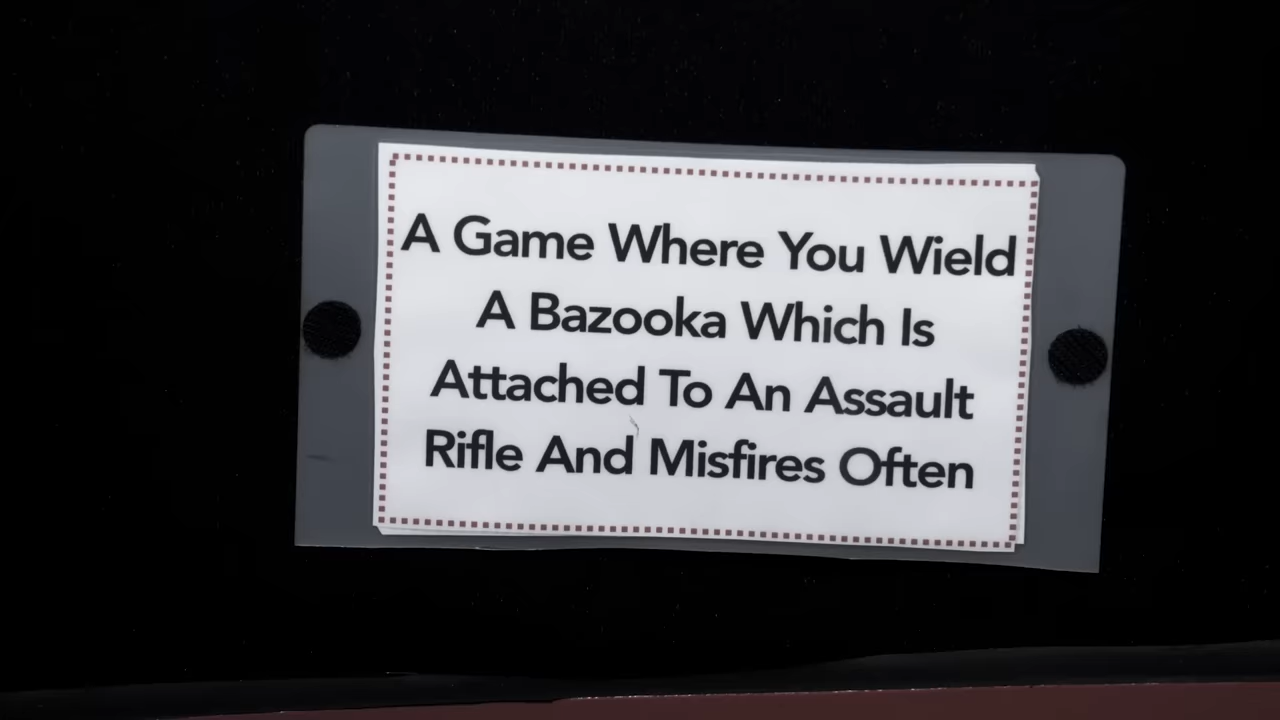 A Game Where You Wield
A Bazooka Which Is
Attached To An Assault
Rifle And Misfires Often